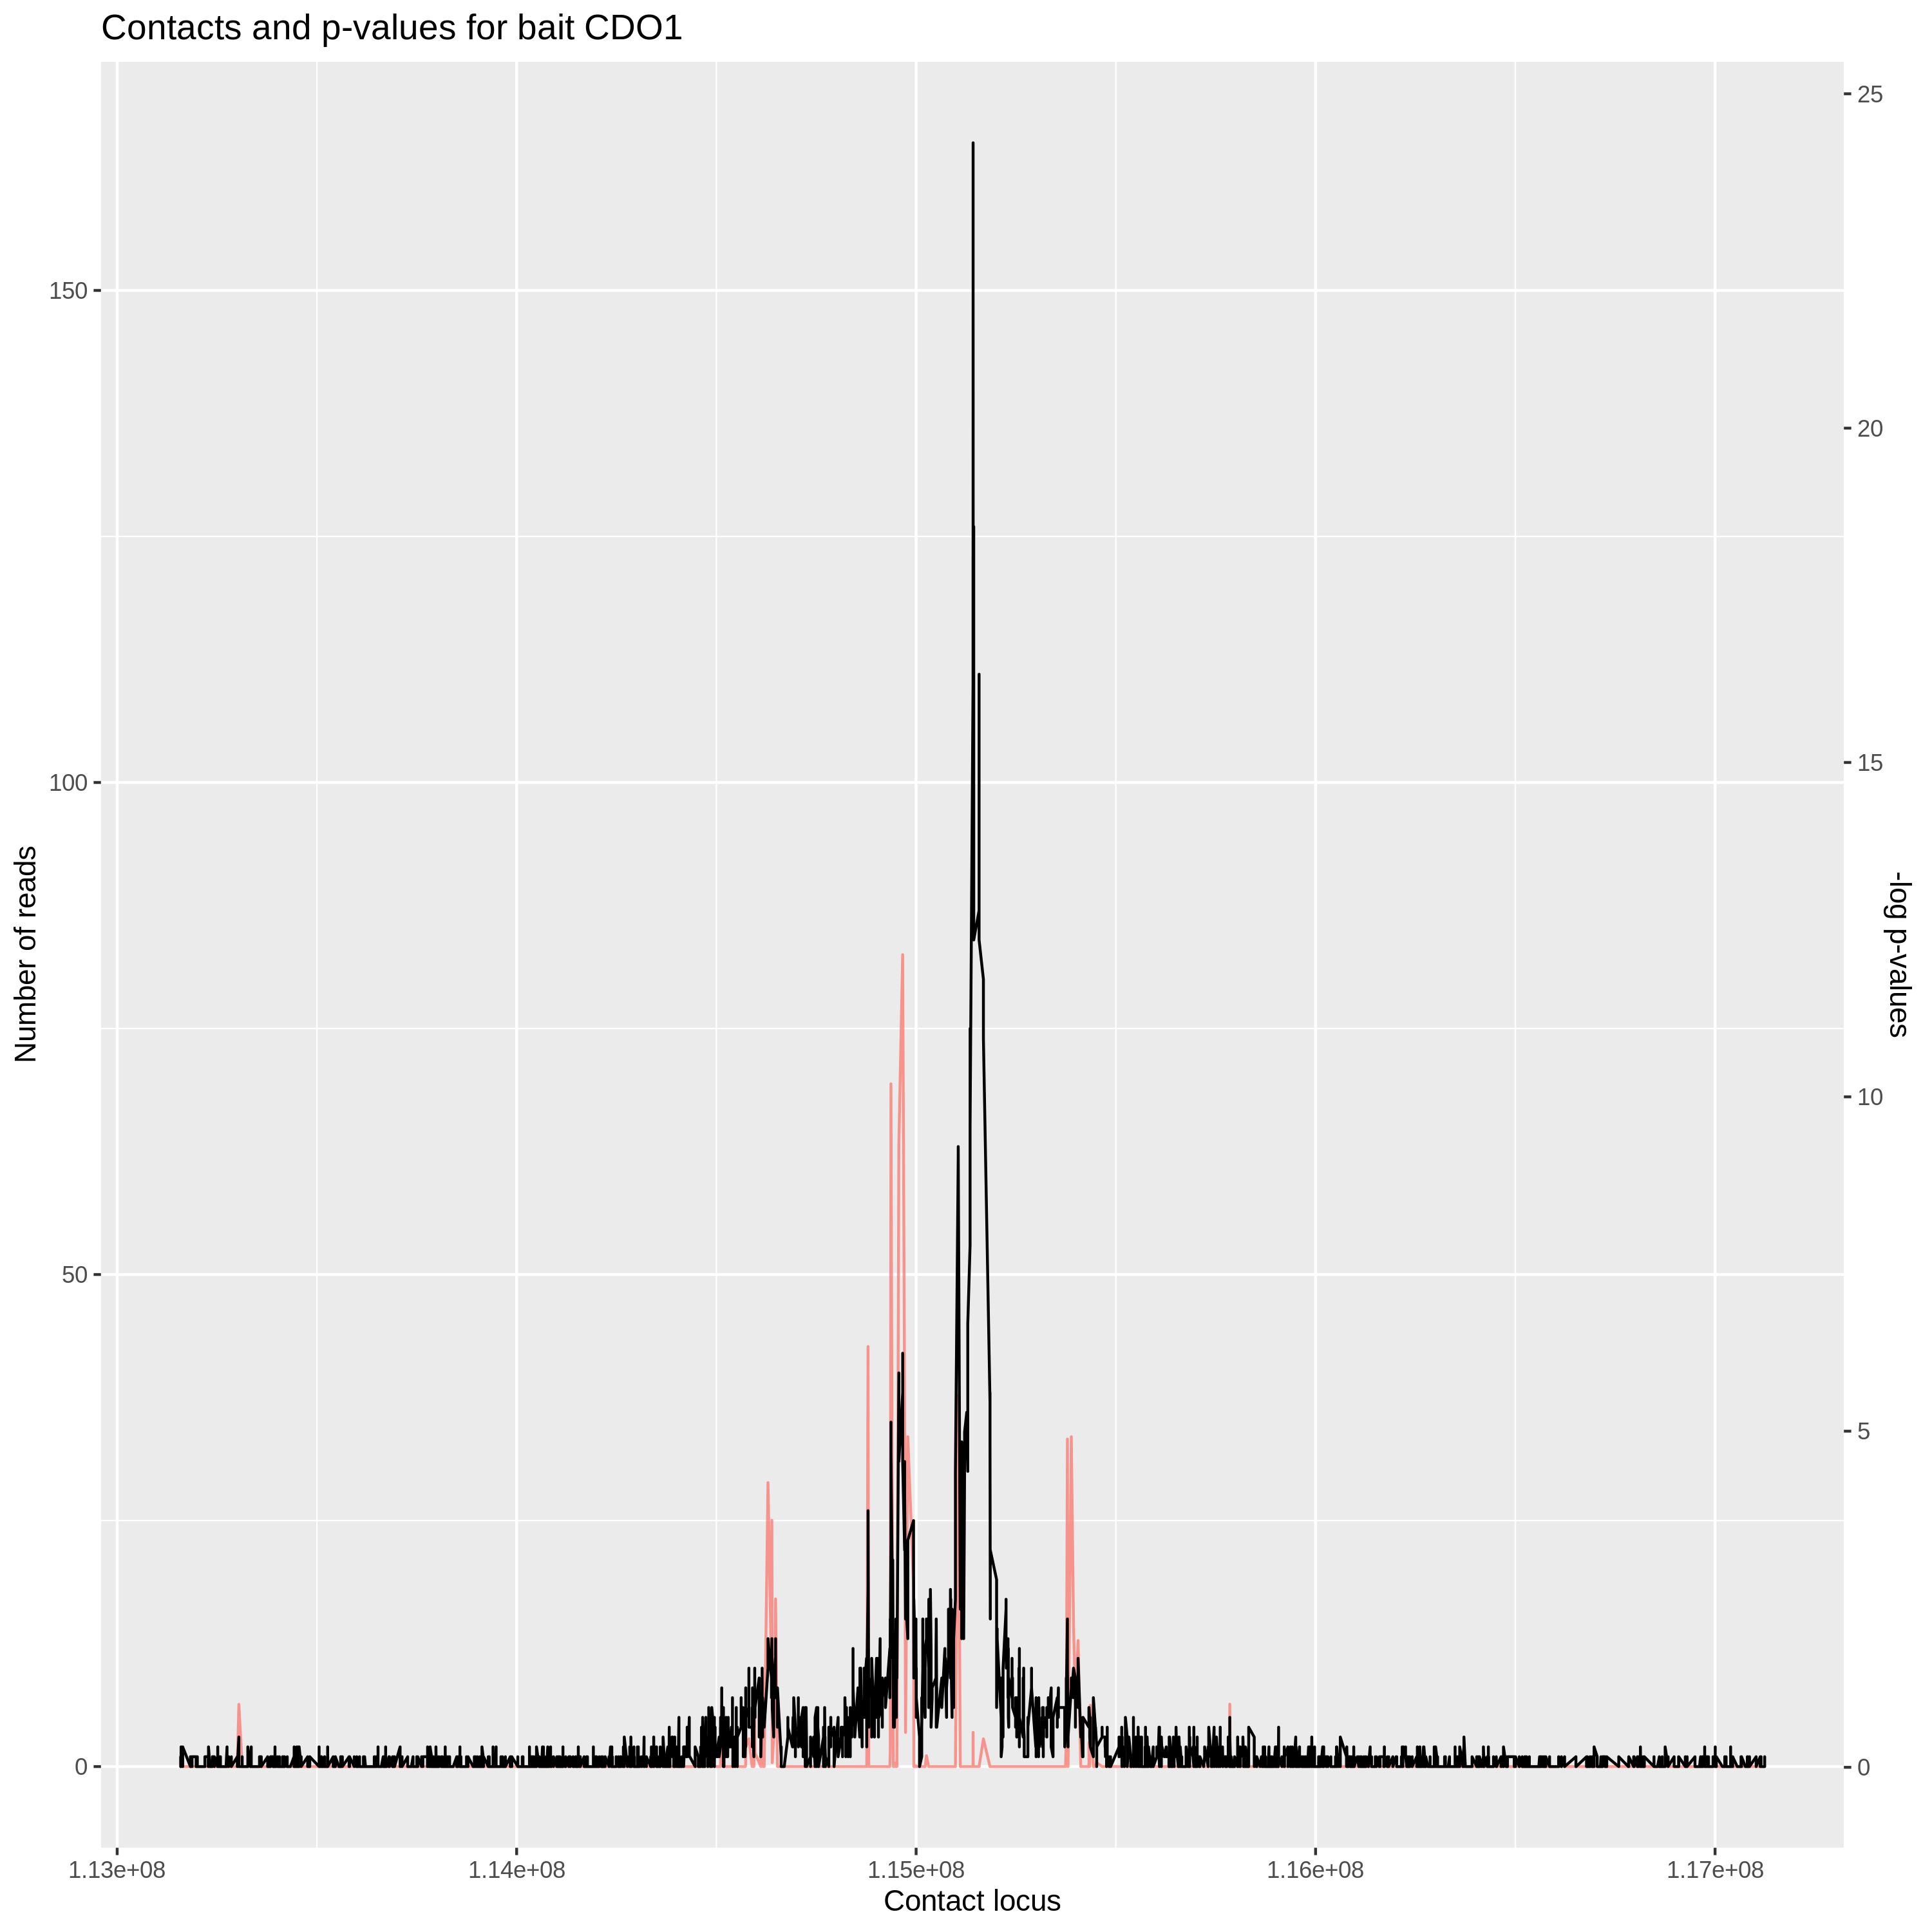 Contacts and p-values for bait CDO1
Number of reads
150
100
50
0
25
20
15
10
5
0
-log p-values
1.13e+08
1.14e+08
1.15e+08
1.16e+08
1.17e+08
Contact locus